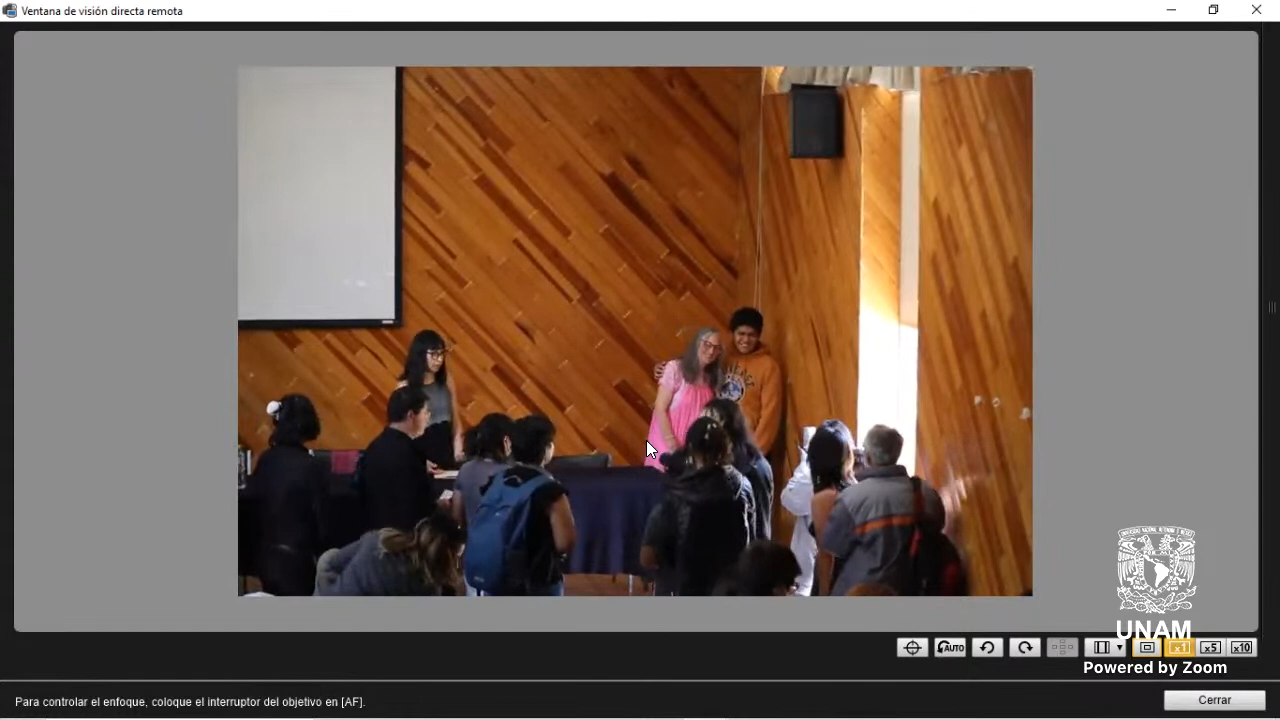 Ventana de visión directa remota
AUTO
x1
x5
x10
UNAM
Powered by Zoom
Para controlar el enfoque, coloque el interruptor del objetivo en [AF].
Cerrar